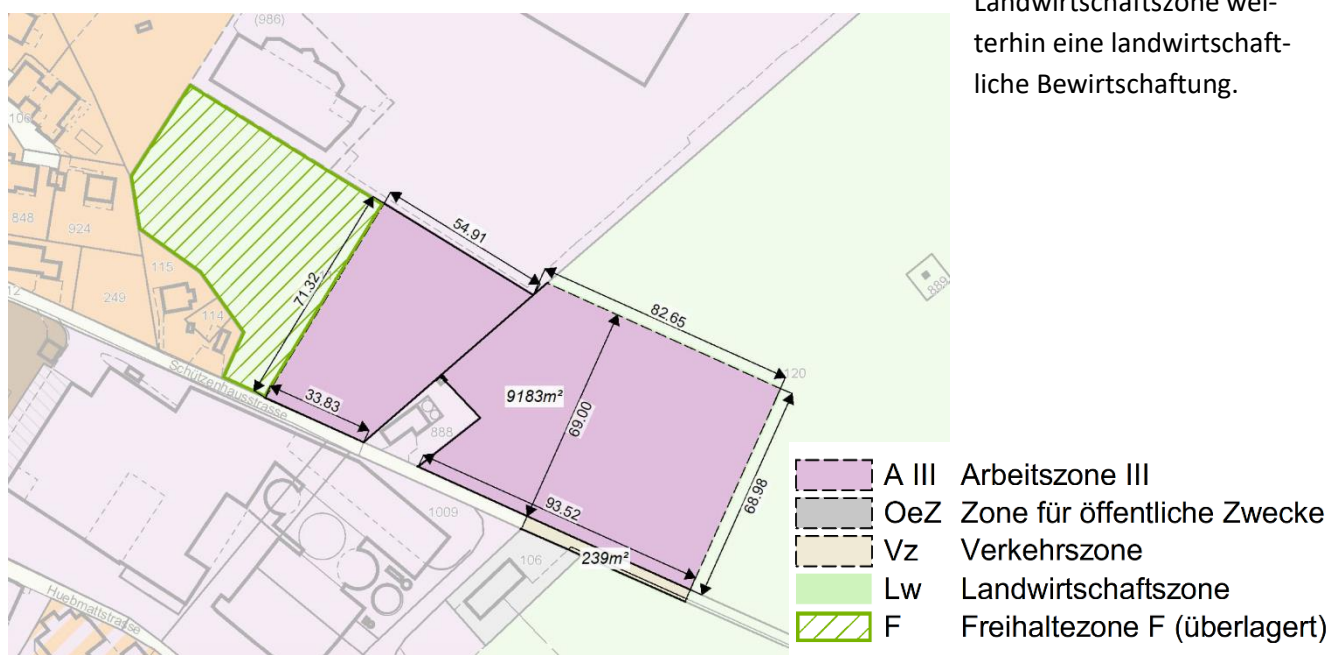 Landwirtschaftszone wei-
terhin eine landwirtschaft-
liche Bewirtschaftung.
(986)
106
848
924
115
249
114
12
54.91
71.32
33.83
82.65
889
120
9183m²
69.00
888
68.98
93.52
1009
239m²
106
Schützenhausstrasse
Huebmattstrasse
A III Arbeitszone III
OeZ Zone für öffentliche Zwecke
Vz Verkehrszone
Lw Landwirtschaftszone
F Freihaltezone F (überlagert)